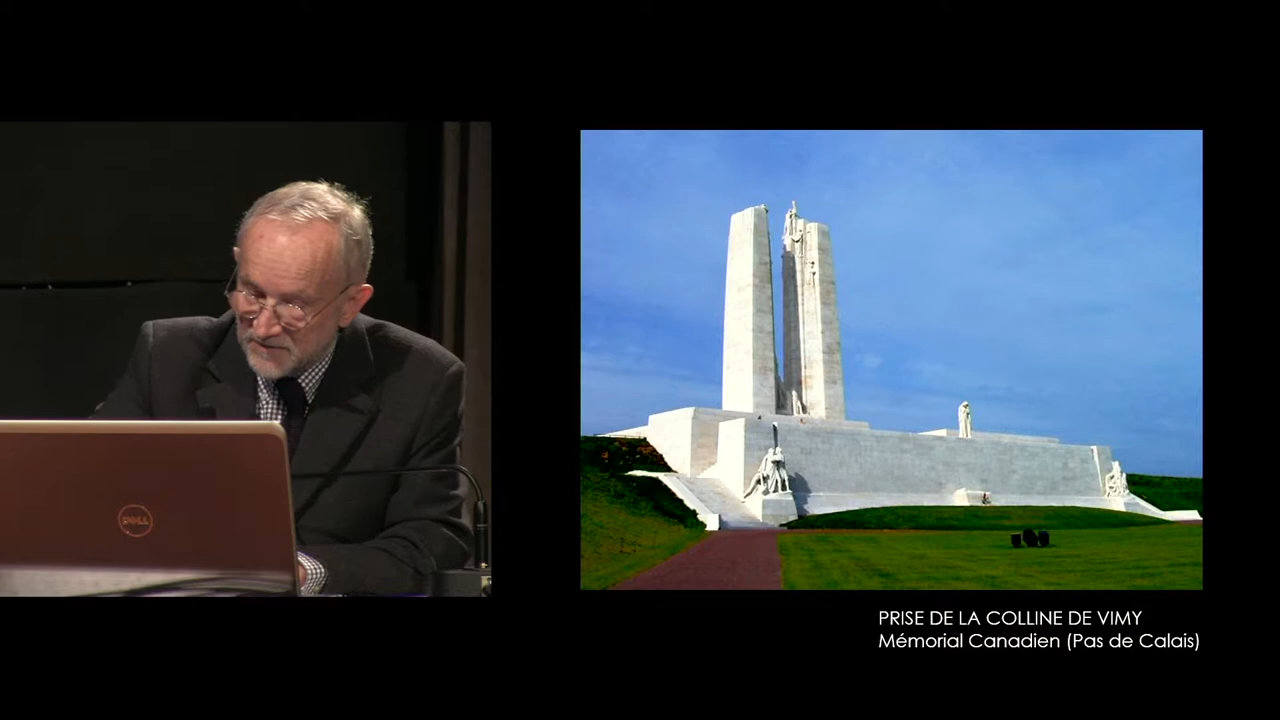 DELL
PRISE DE LA COLLINE DE VIMY
Mémorial Canadien (Pas de Calais)